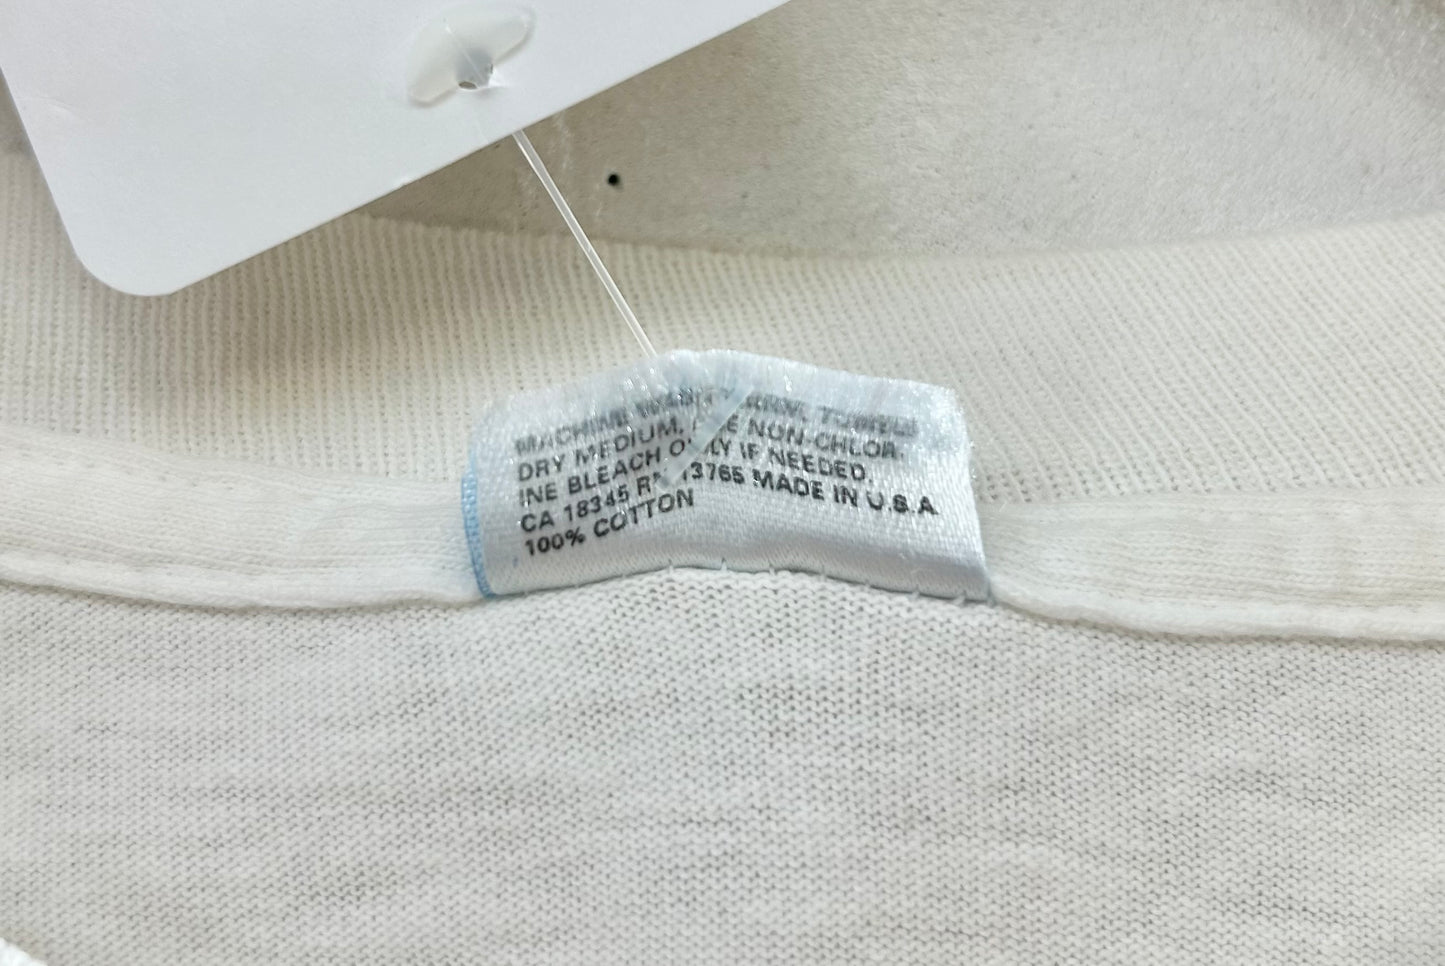 MACHINE WASH WARM, TUMBLE
DRY MEDIUM, USE NON-CHLOR.
INE BLEACH ONLY IF NEEDED.
CA 18345 RN 13765 MADE IN U.S.A
100% COTTON